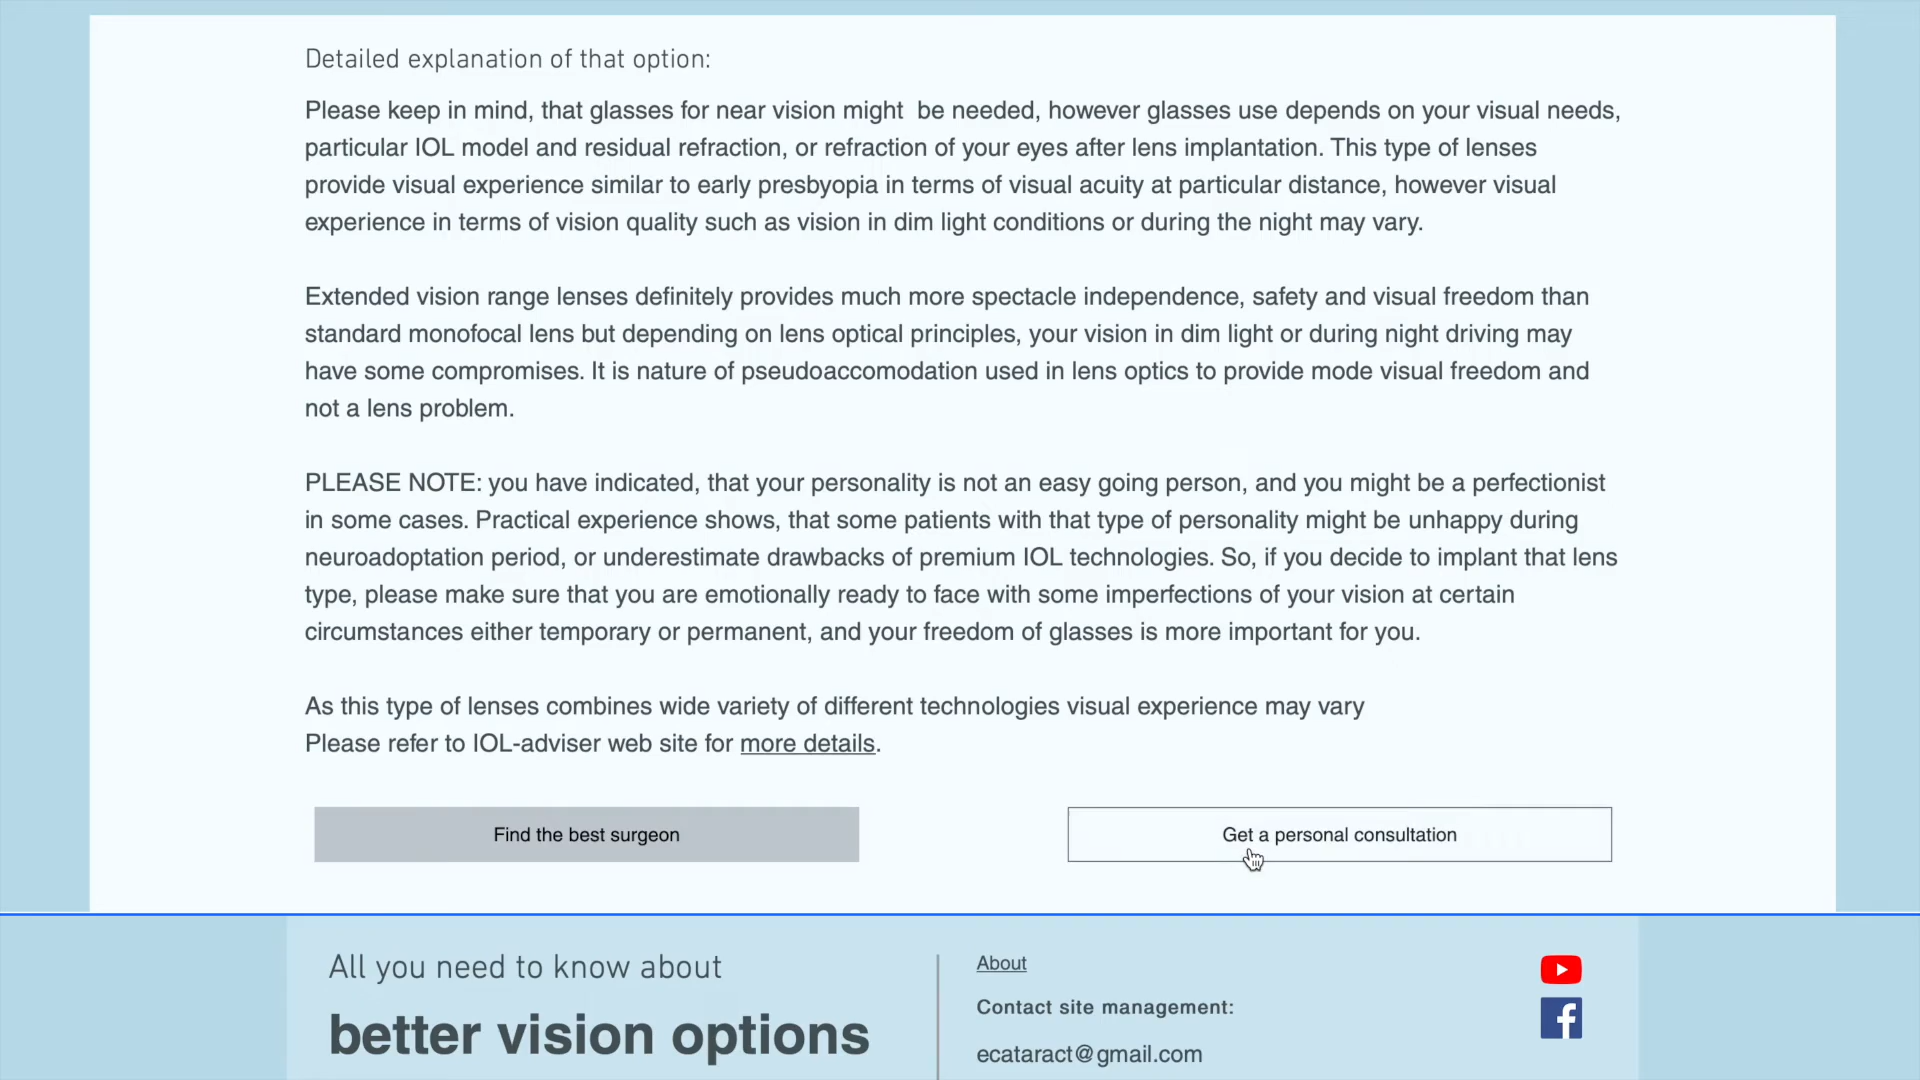 Detailed explanation of that option:
Please keep in mind, that glasses for near vision might  be needed, however glasses use depends on your visual needs,
particular IOL model and residual refraction, or refraction of your eyes after lens implantation. This type of lenses
provide visual experience similar to early presbyopia in terms of visual acuity at particular distance, however visual
experience in terms of vision quality such as vision in dim light conditions or during the night may vary.
Extended vision range lenses definitely provides much more spectacle independence, safety and visual freedom than
standard monofocal lens but depending on lens optical principles, your vision in dim light or during night driving may
have some compromises. It is nature of pseudoaccomodation used in lens optics to provide mode visual freedom and
not a lens problem.
PLEASE NOTE: you have indicated, that your personality is not an easy going person, and you might be a perfectionist
in some cases. Practical experience shows, that some patients with that type of personality might be unhappy during
neuroadoptation period, or underestimate drawbacks of premium IOL technologies. So, if you decide to implant that lens
type, please make sure that you are emotionally ready to face with some imperfections of your vision at certain
circumstances either temporary or permanent, and your freedom of glasses is more important for you.
As this type of lenses combines wide variety of different technologies visual experience may vary
Please refer to IOL-adviser web site for more details.
Find the best surgeon
Get a personal consultation
All you need to know about
better vision options
About
Contact site management:
ecataract@gmail.com